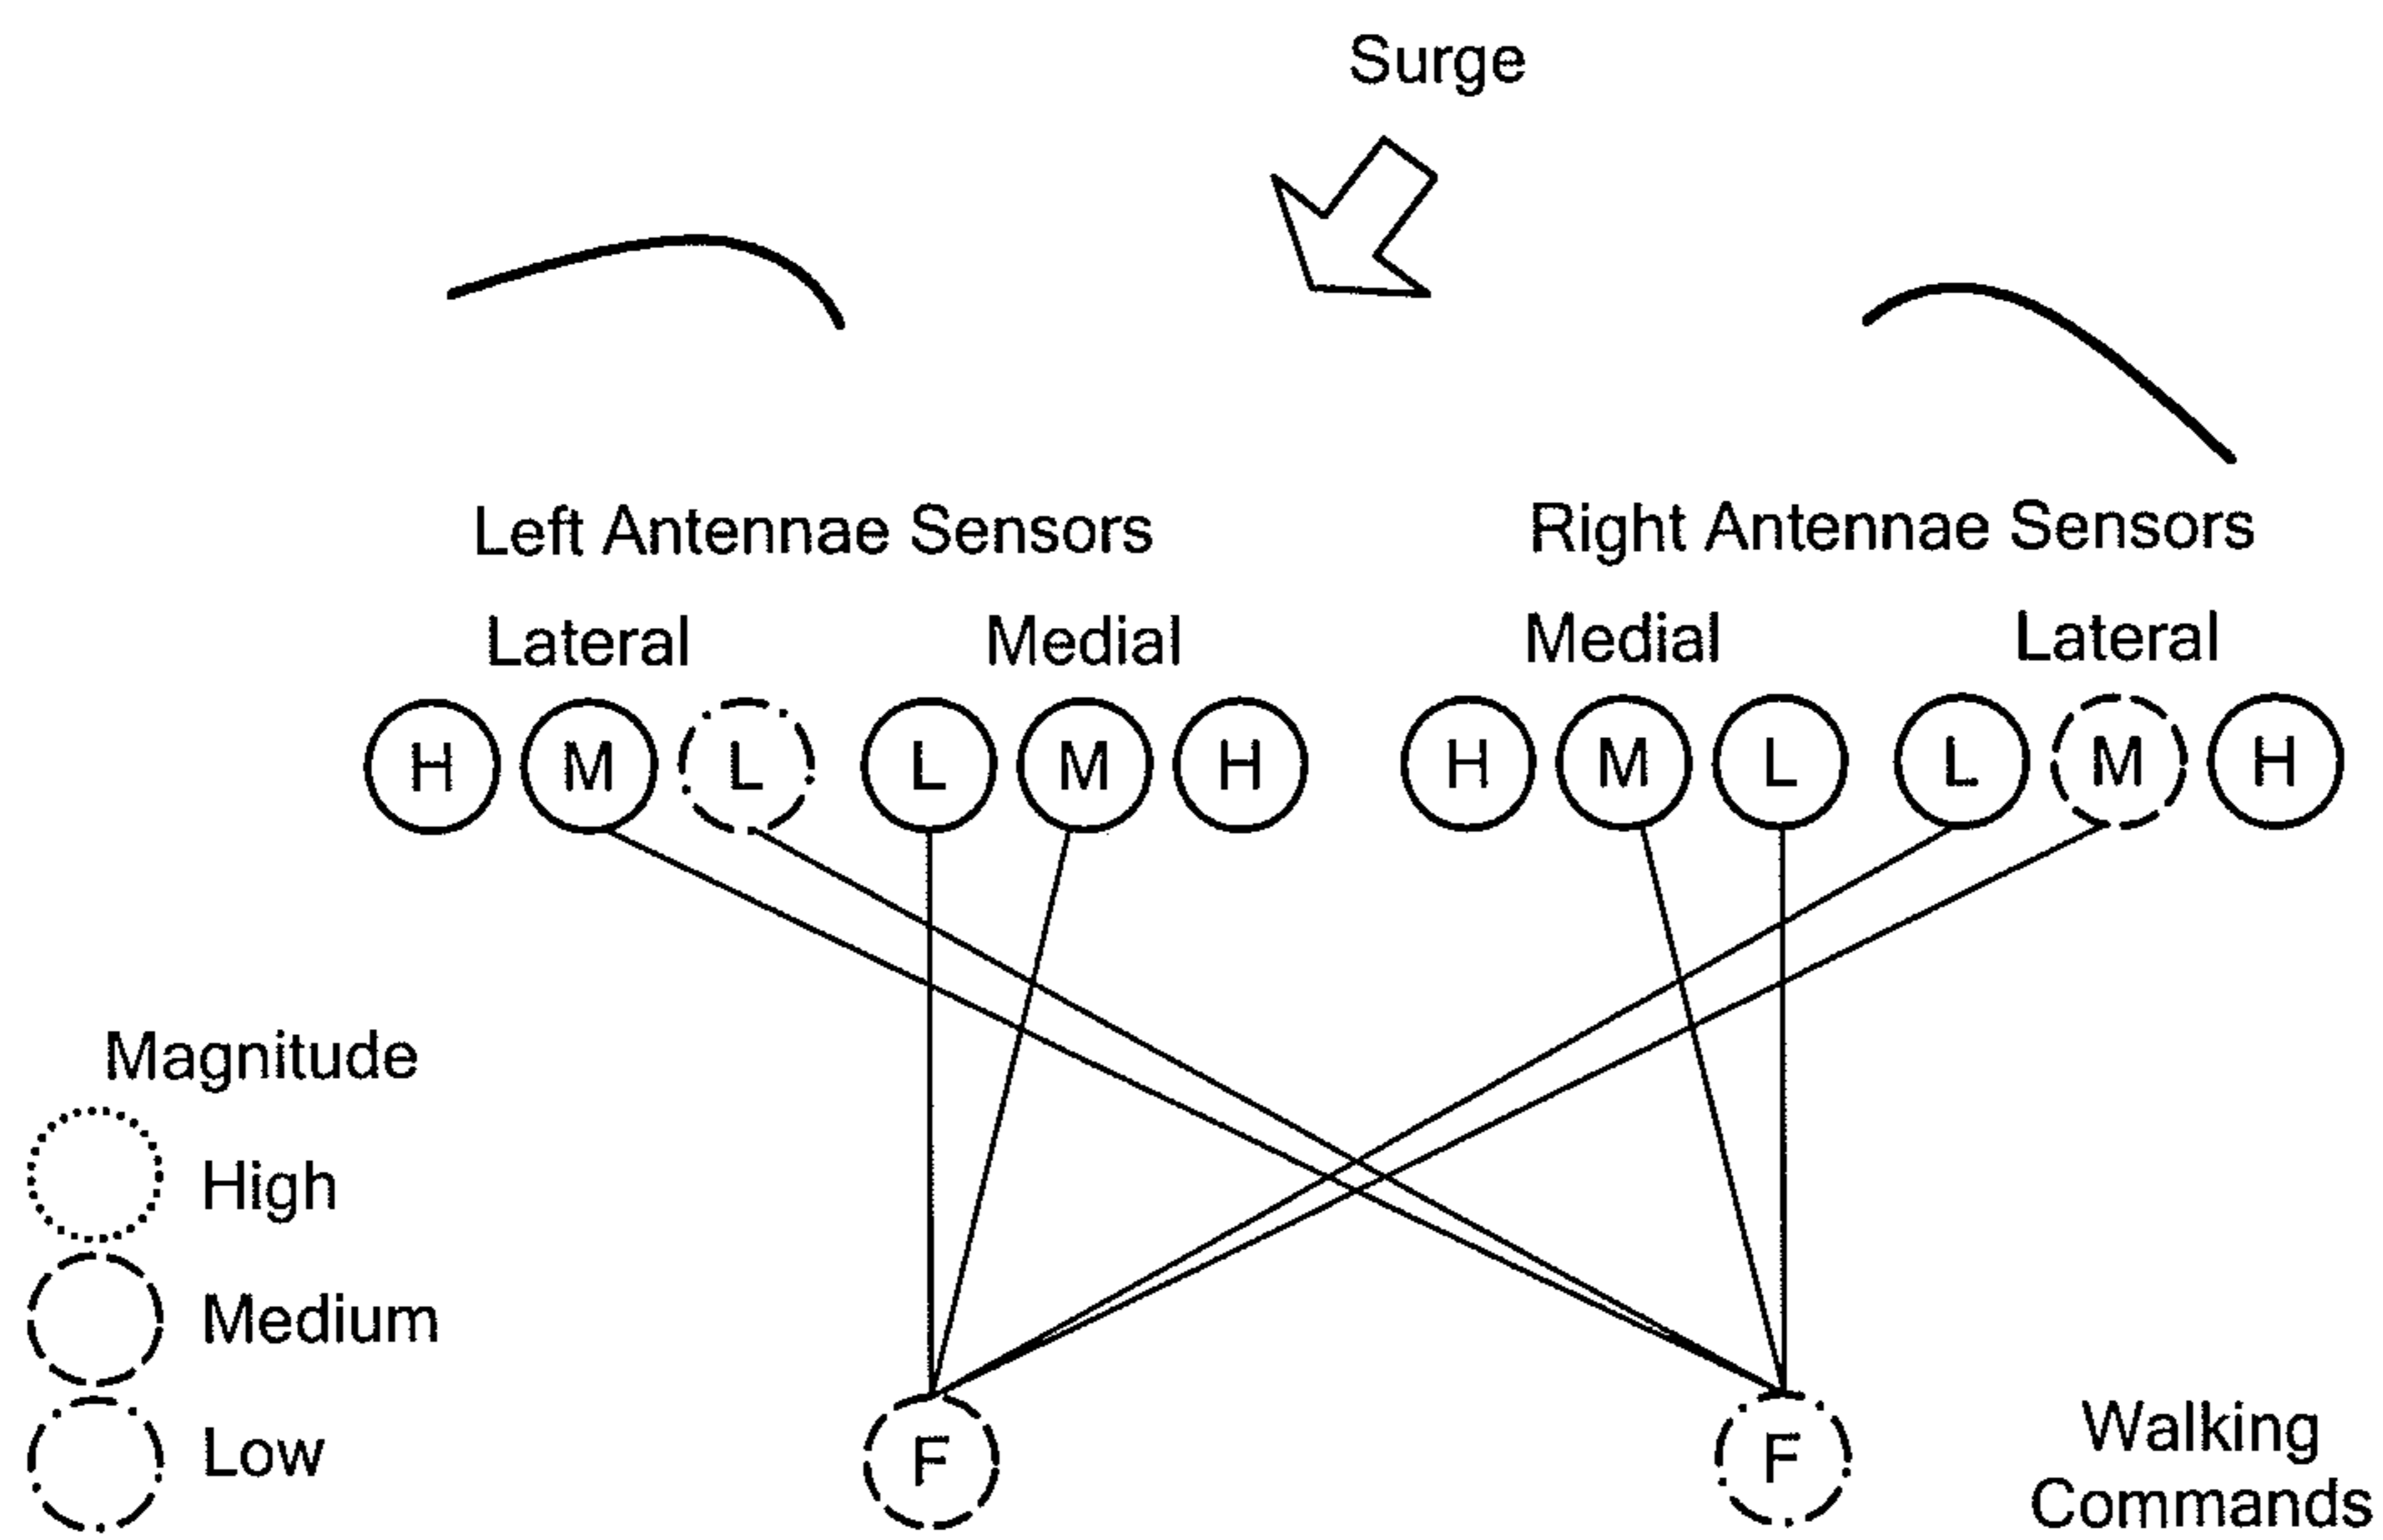 Surge
Left Antennae Sensors
Right Antennae Sensors
Lateral
Medial
Medial
Lateral
H M L L M H H M L L M H
Magnitude
High
Medium
Low
F
F
Walking
Commands